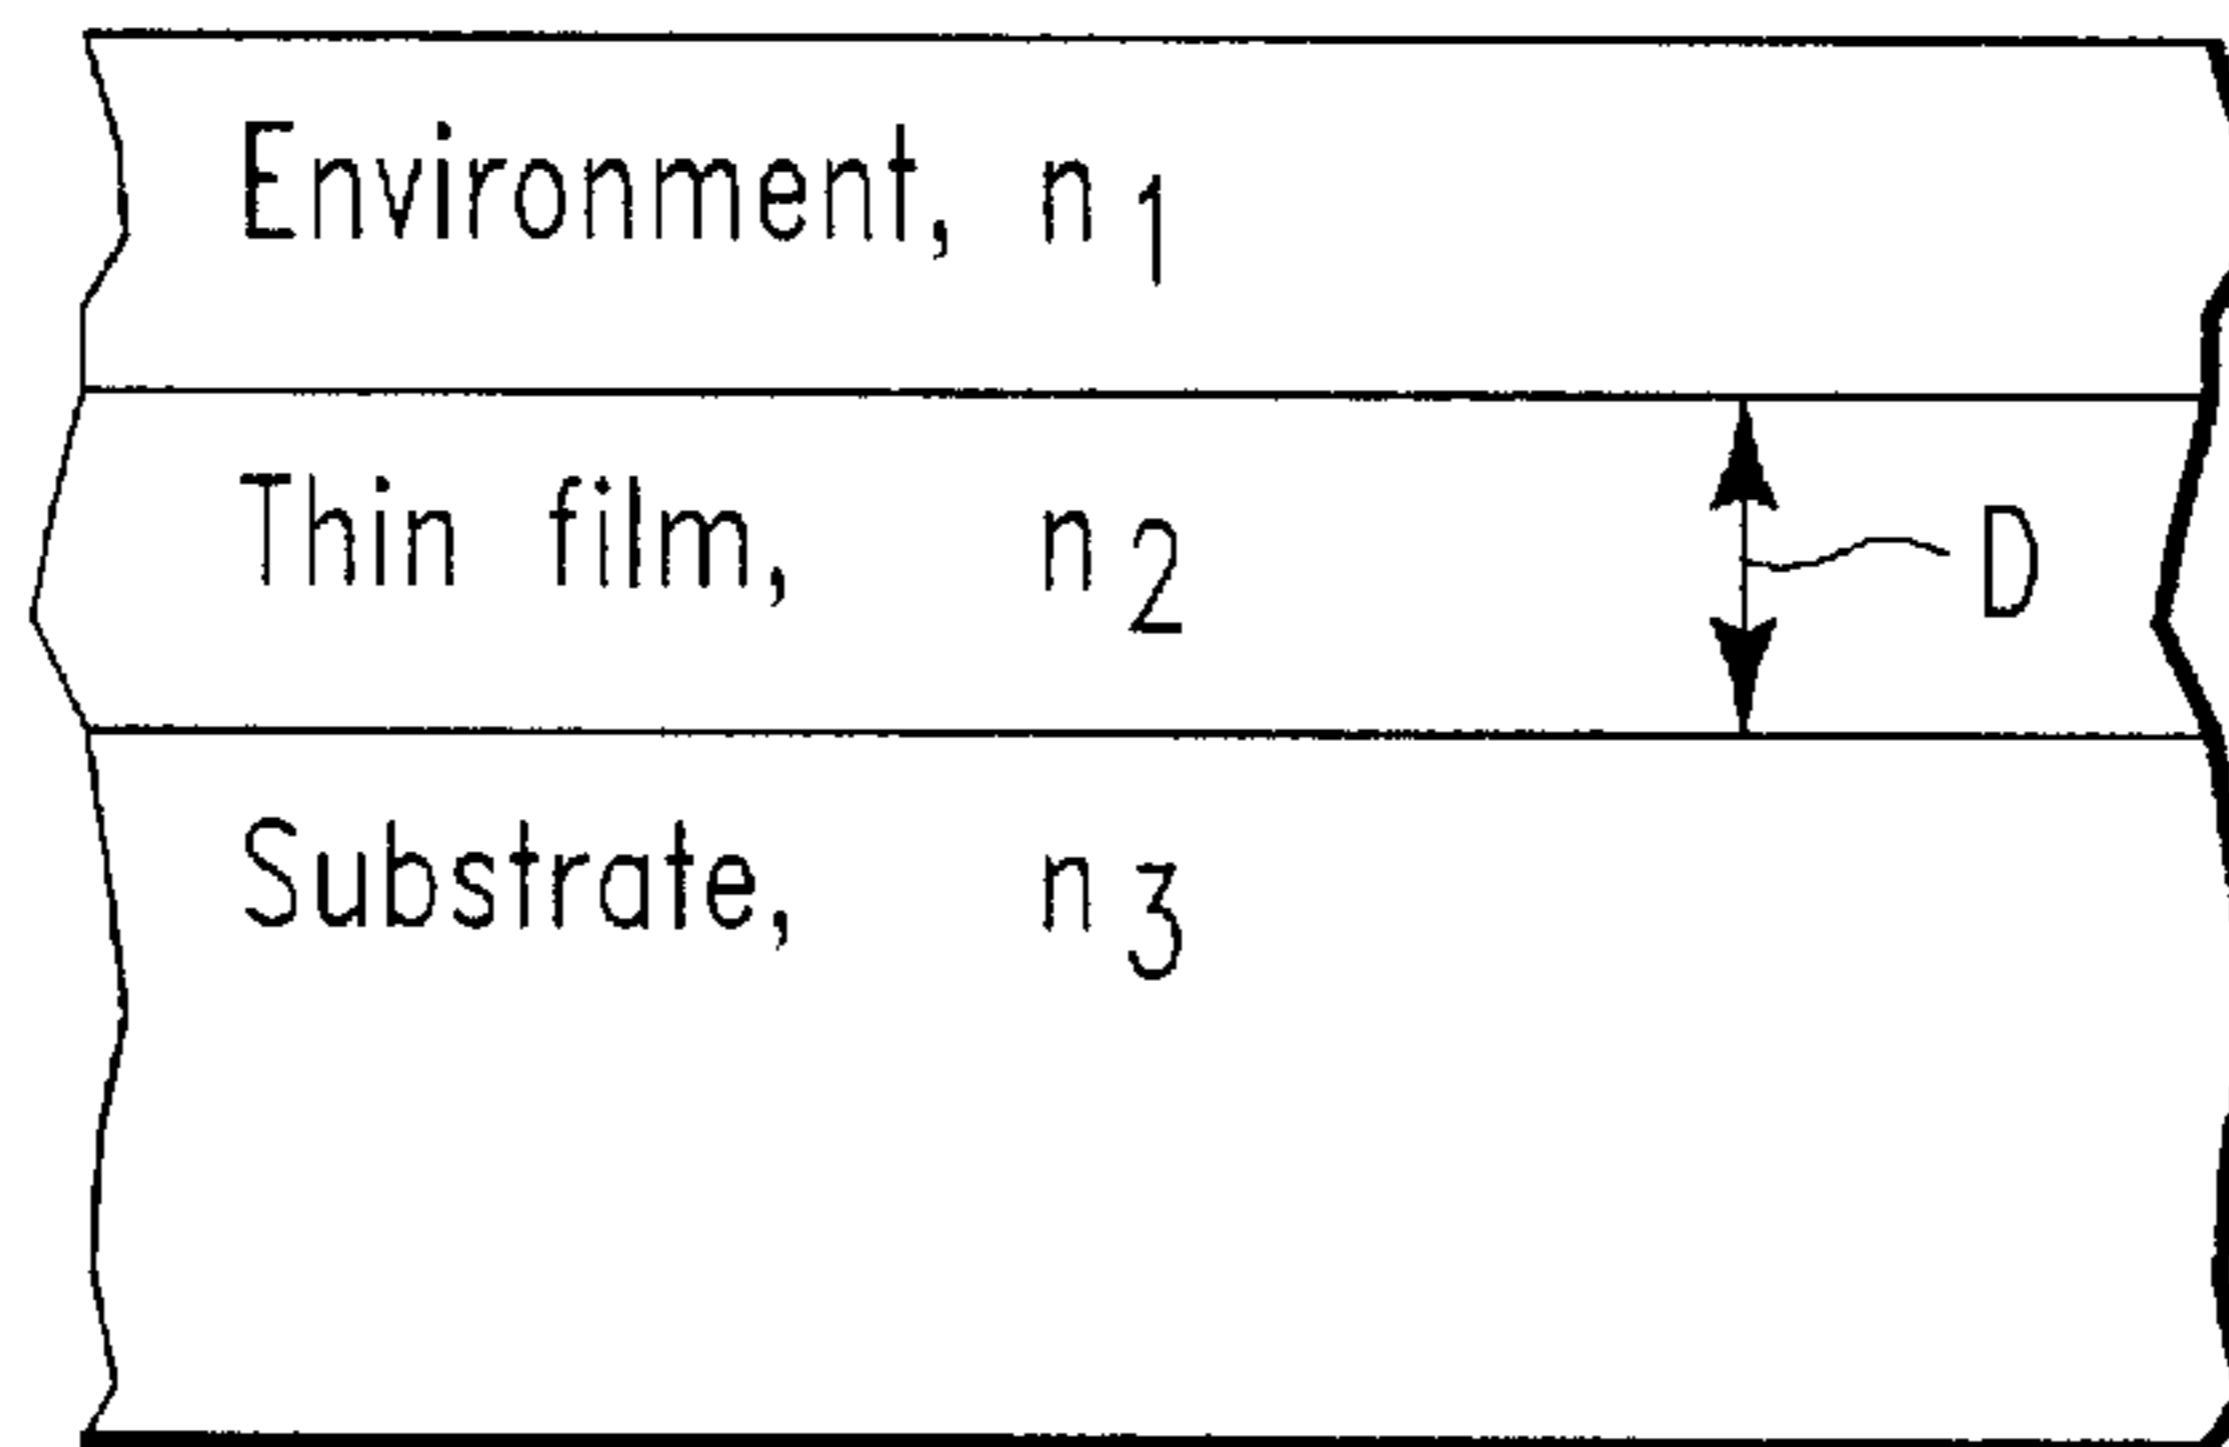 Environment, n1
Thin film, n2 D
Substrate, n3